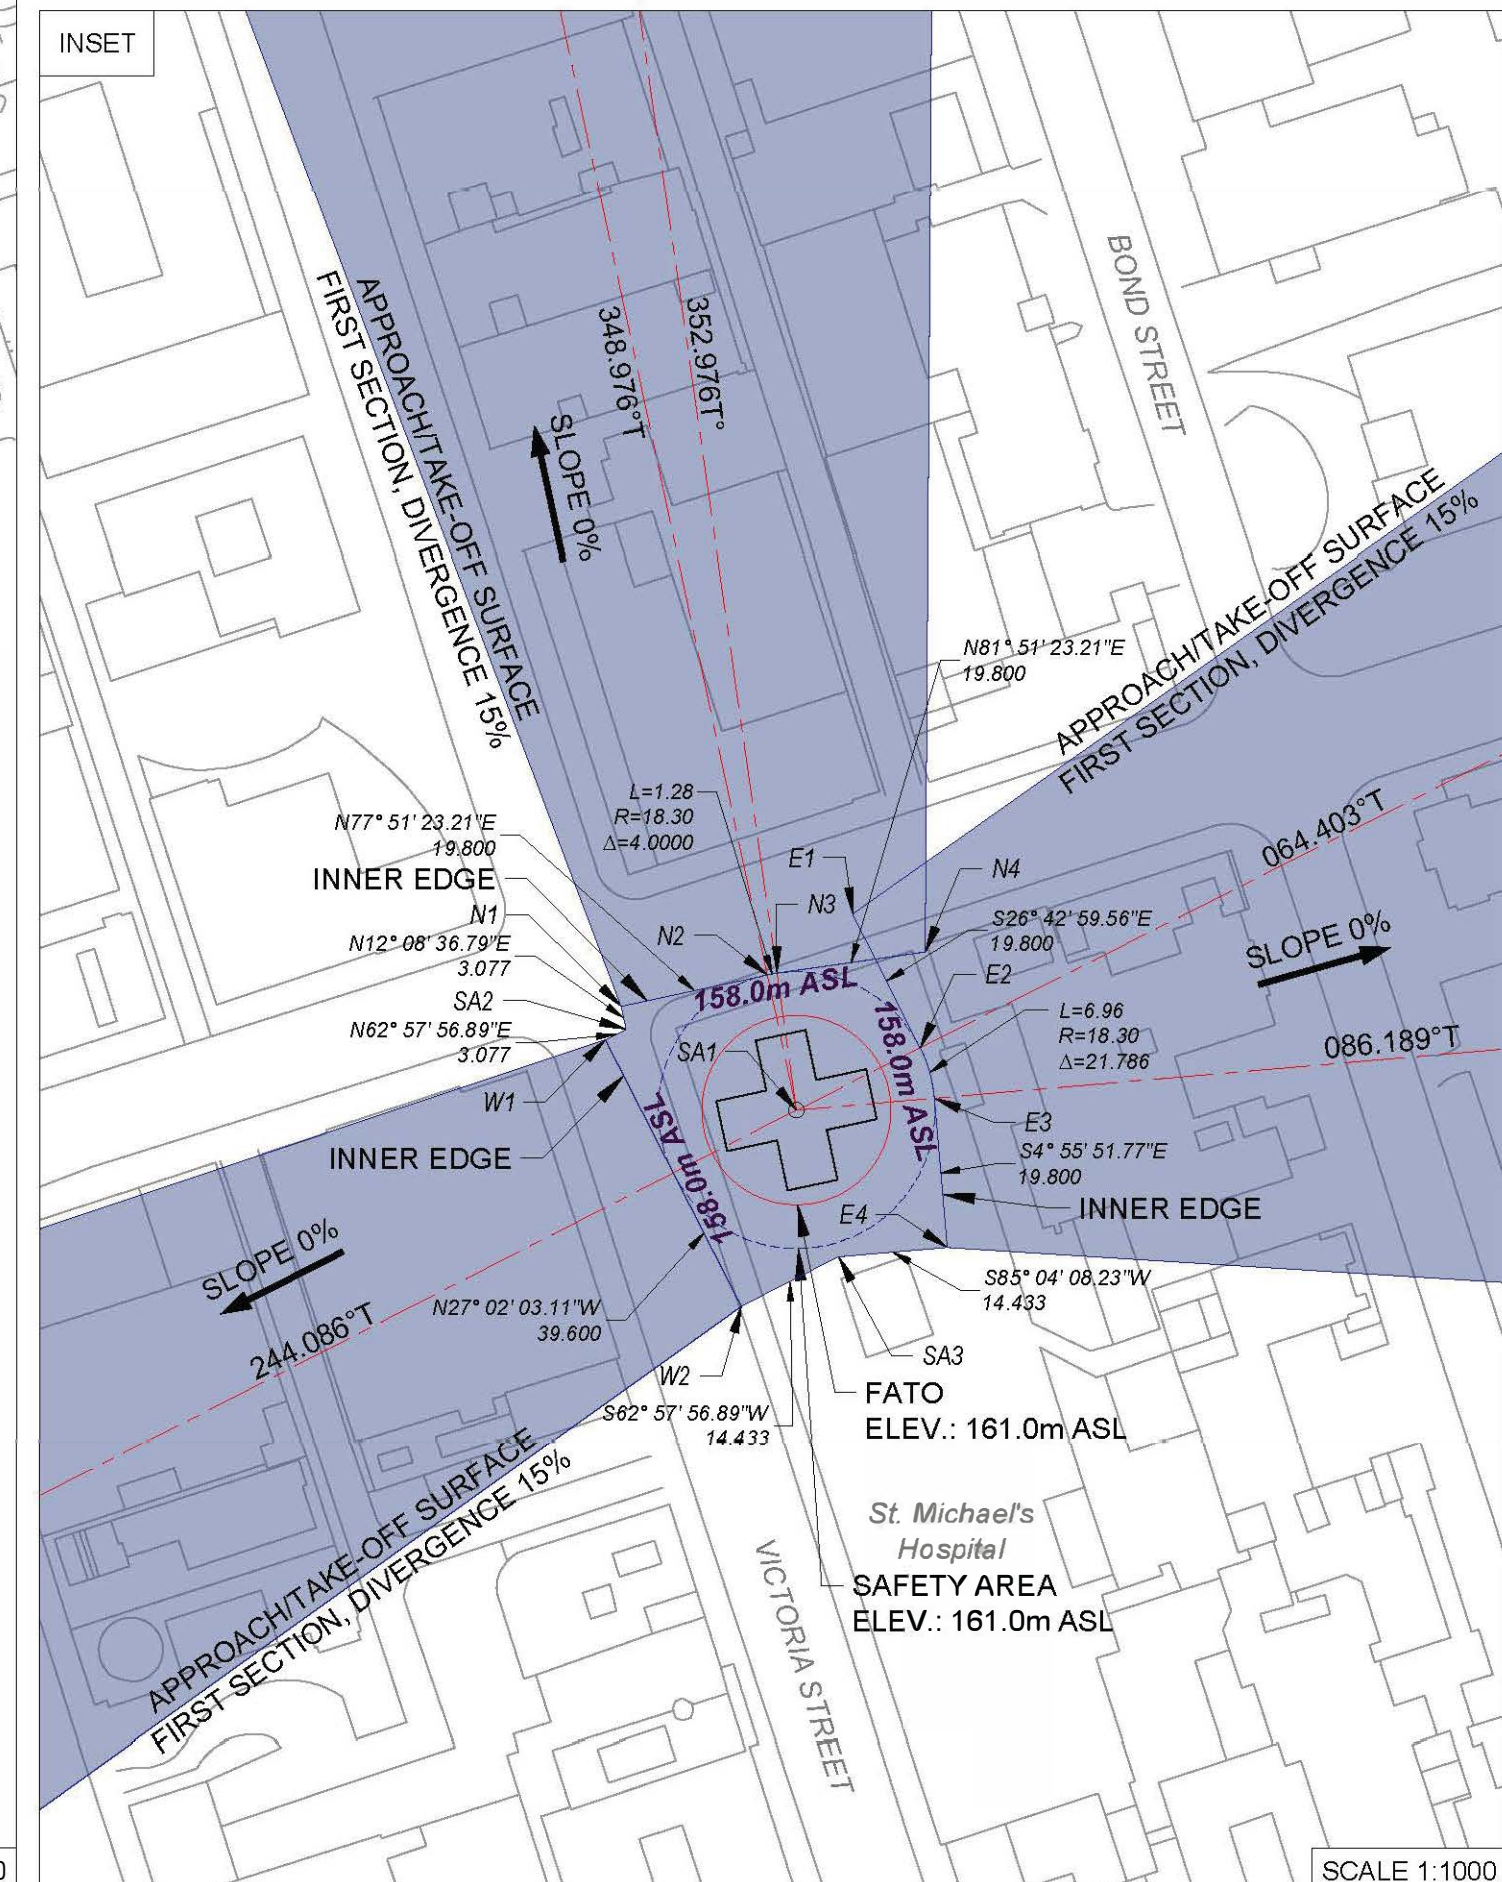 INSET
BOND STREET
APPROACH/TAKE-OFF SURFACE
FIRST SECTION, DIVERGENCE 15%
348.976°T
352.976T°
SLOPE 0%
APPROACH/TAKE-OFF SURFACE
FIRST SECTION, DIVERGENCE 15%
N81° 51' 23.21"E
19.800
L=1.28
R=18.30
Δ=4.0000
N77° 51' 23.21"E
19.800
INNER EDGE
N1
N12° 08' 36.79"E
3.077
SA2
N62° 57' 56.89"E
3.077
W1
INNER EDGE
E1
N4
N3
N2
S26° 42' 59.56"E
19.800
E2
064.403°T
SLOPE 0%
158.0m ASL
158.0m ASL
158.0m ASL
SA1
L=6.96
R=18.30
Δ=21.786
086.189°T
E3
S4° 55' 51.77"E
19.800
INNER EDGE
E4
SLOPE 0%
244.086°T
N27° 02' 03.11"W
39.600
S85° 04' 08.23"W
14.433
SA3
W2
S62° 57' 56.89"W
14.433
FATO
ELEV.: 161.0m ASL
St. Michael's
Hospital
SAFETY AREA
ELEV.: 161.0m ASL
APPROACH/TAKE-OFF SURFACE
FIRST SECTION, DIVERGENCE 15%
VICTORIA STREET
0
SCALE 1:1000